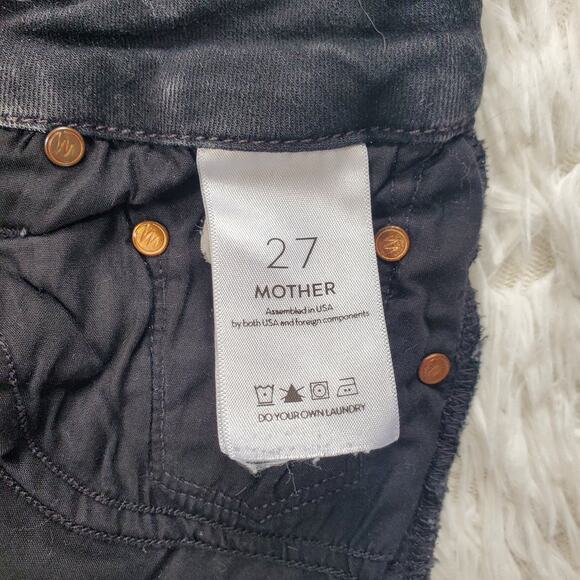 27
MOTHER
Assembled in USA
by both USA and foreign components
DO YOUR OWN LAUNDRY